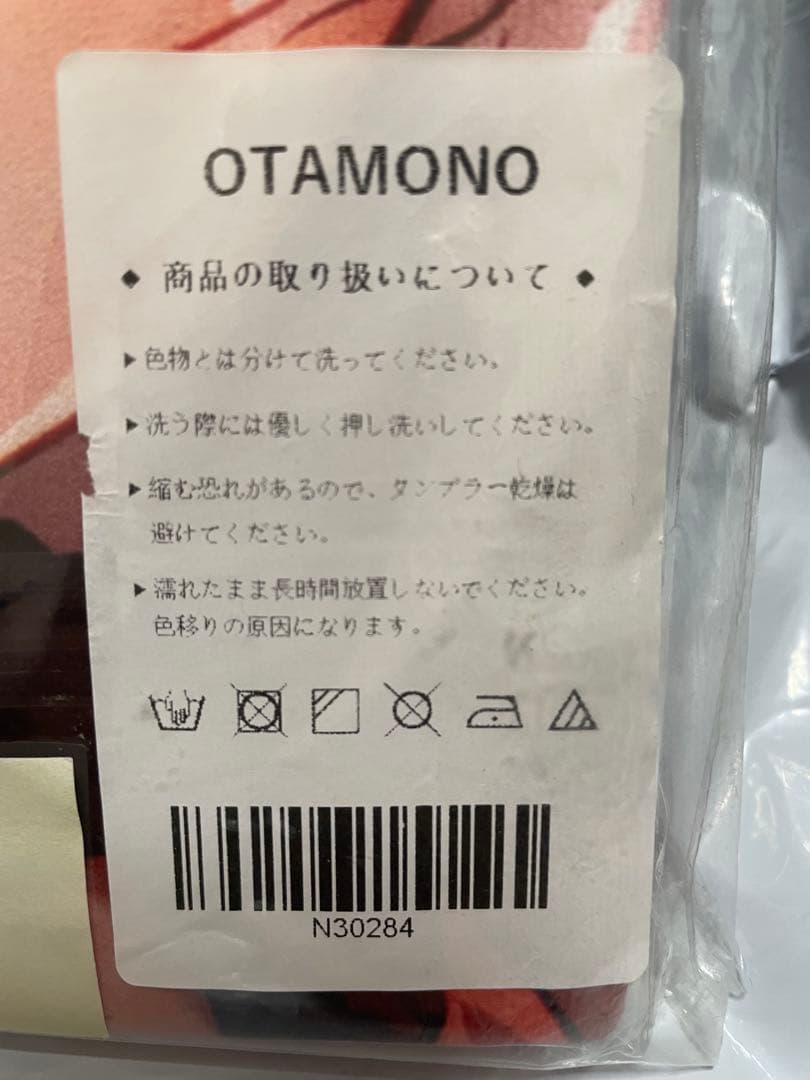 OTAMONO
◆ 商品の取り扱いについて ◆
▶色物とは分けて洗ってください。
▶洗う際には優しく押し洗いしてください。
▶縮む恐れがあるので、タンブラー乾燥は
避けてください。
▶濡れたまま長時間放置しないでください。
色移りの原因になります。
N30284